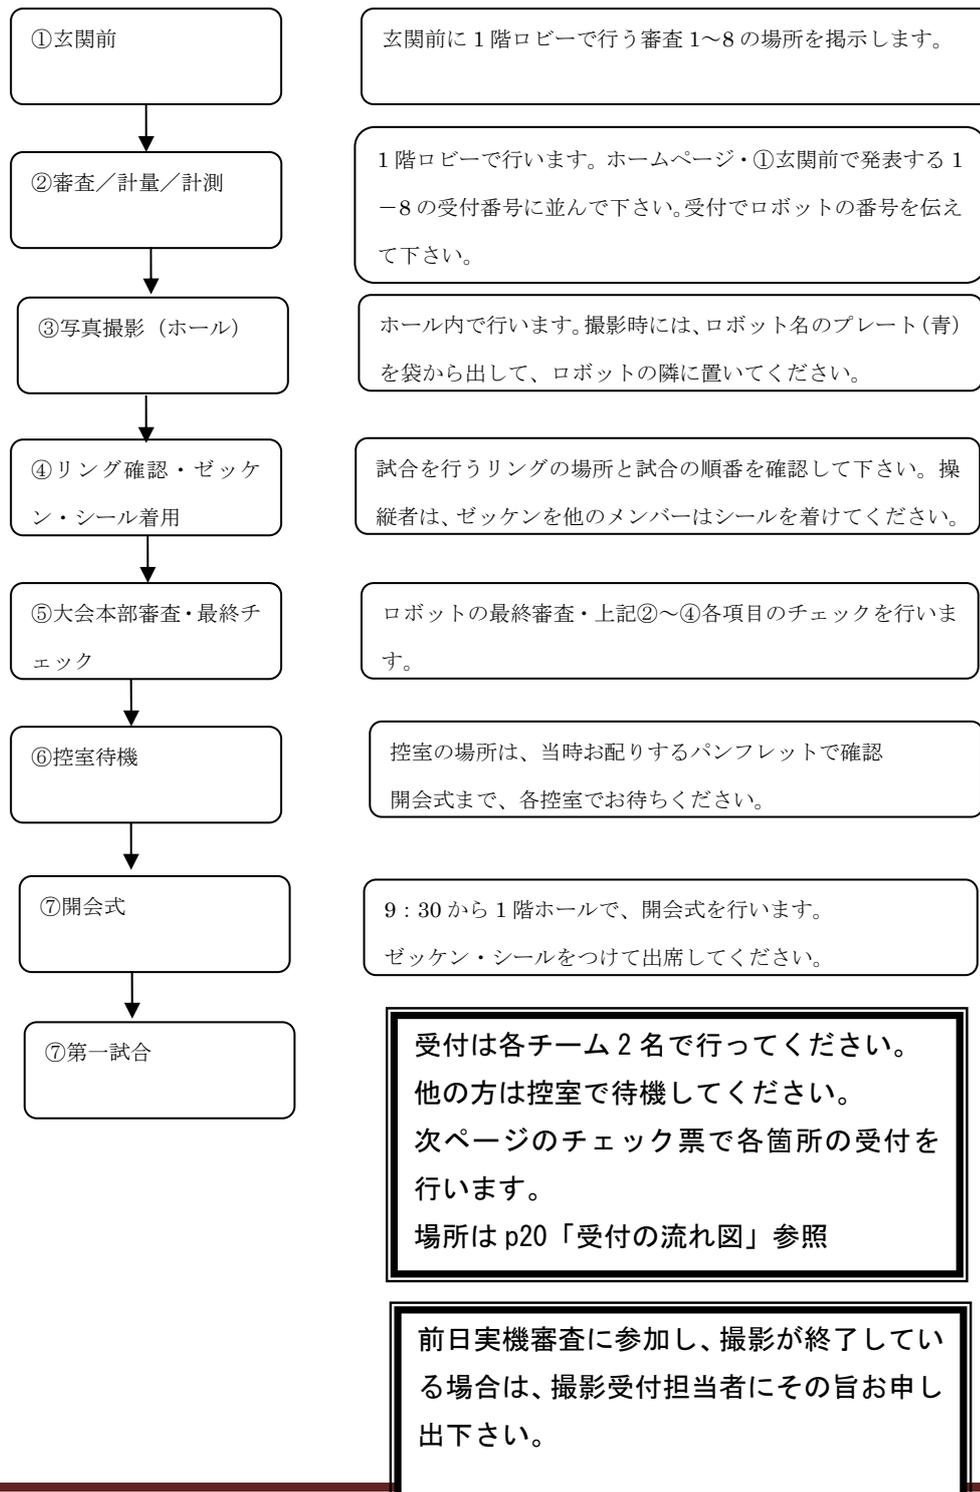 ①玄関前
玄関前に 1 階ロビーで行う審査 1～8 の場所を掲示します。
②審査／計量／計測
1 階ロビーで行います。ホームページ・①玄関前で発表する 1
－8 の受付番号に並んで下さい。受付でロボットの番号を伝え
て下さい。
③写真撮影（ホール）
ホール内で行います。撮影時には、ロボット名のプレート（青）
を袋から出して、ロボットの隣に置いてください。
④リング確認・ゼッケ
ン・シール着用
試合を行うリングの場所と試合の順番を確認して下さい。操
縦者は、ゼッケンを他のメンバーはシールを着けてください。
⑤大会本部審査・最終チ
ェック
ロボットの最終審査・上記②～④各項目のチェックを行いま
す。
⑥控室待機
控室の場所は、当時お配りするパンフレットで確認
開会式まで、各控室でお待ちください。
⑦開会式
9：30 から 1 階ホールで、開会式を行います。
ゼッケン・シールをつけて出席してください。
⑦第一試合
受付は各チーム 2 名で行ってください。
他の方は控室で待機してください。
次ページのチェック票で各箇所の受付を
行います。
場所は p20「受付の流れ図」参照
前日実機審査に参加し、撮影が終了してい
る場合は、撮影受付担当者にその旨お申し
出下さい。